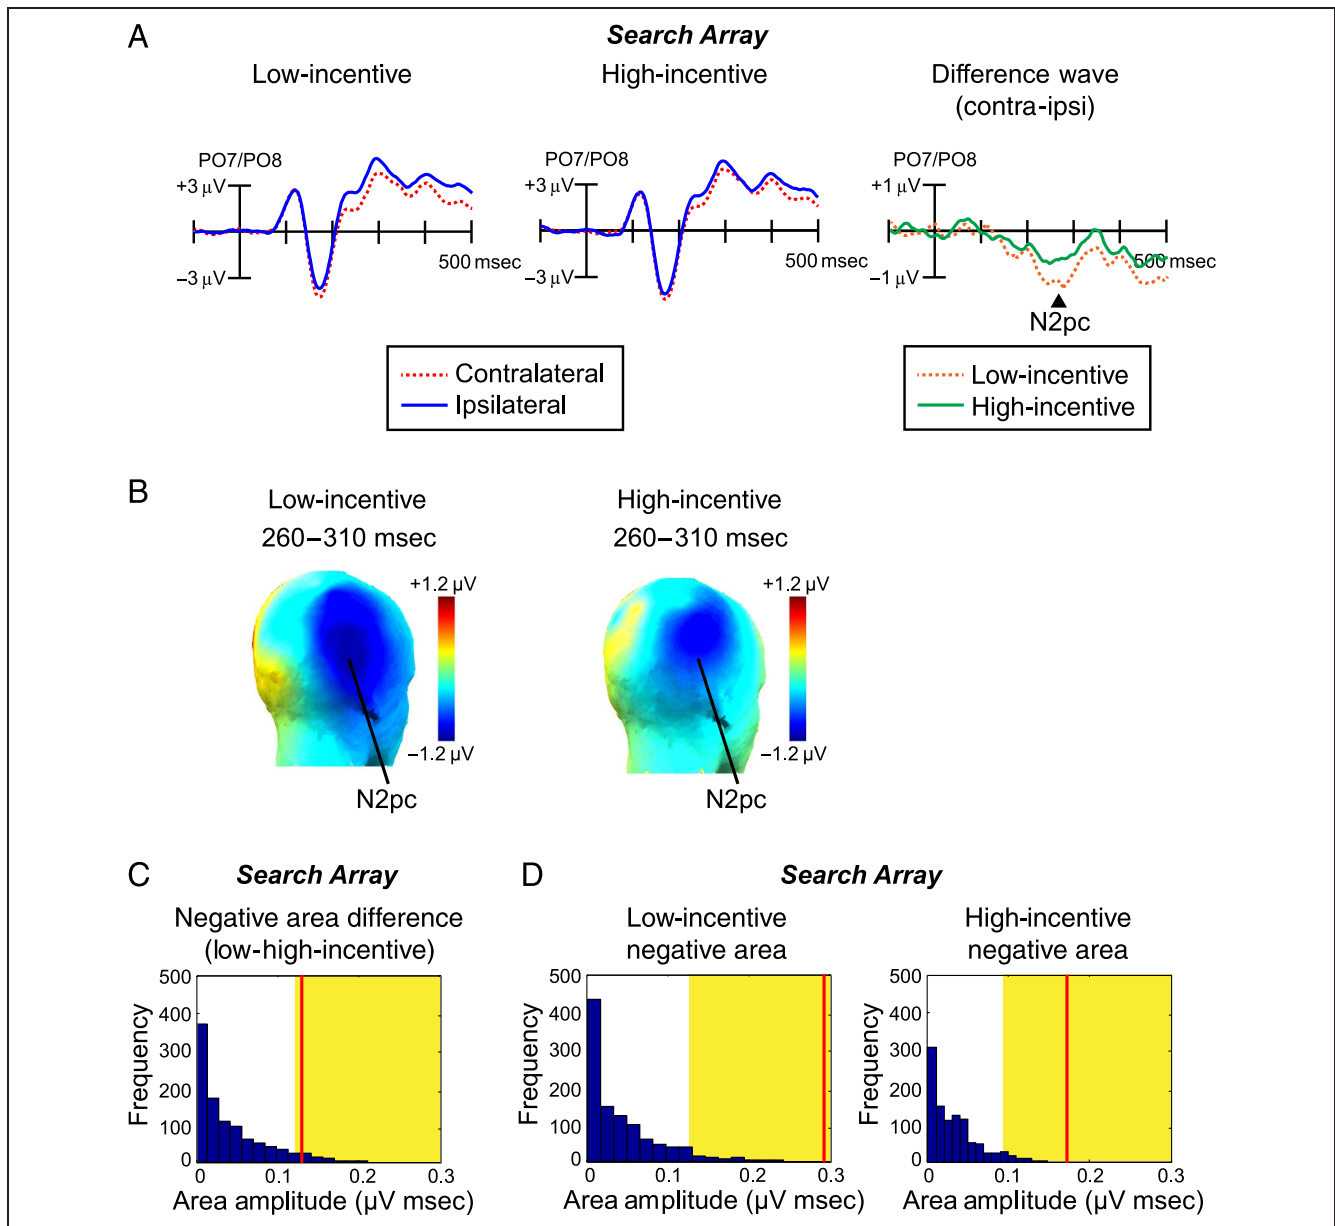 A
Search Array
Low-incentive
High-incentive
Difference wave
(contra-ipsi)
PO7/PO8
+3 µV
−3 µV
500 msec
PO7/PO8
+3 µV
−3 µV
500 msec
PO7/PO8
+1 µV
−1 µV
500 msec
N2pc
Contralateral
Ipsilateral
Low-incentive
High-incentive
B
Low-incentive
260–310 msec
+1.2 µV
−1.2 µV
N2pc
High-incentive
260–310 msec
+1.2 µV
−1.2 µV
N2pc
C
Search Array
Negative area difference
(low-high-incentive)
Frequency
500
400
300
200
100
0
0
0.1
0.2
0.3
Area amplitude (µV msec)
D
Search Array
Low-incentive
negative area
Frequency
500
400
300
200
100
0
0
0.1
0.2
0.3
Area amplitude (µV msec)
High-incentive
negative area
Frequency
500
400
300
200
100
0
0
0.1
0.2
0.3
Area amplitude (µV msec)